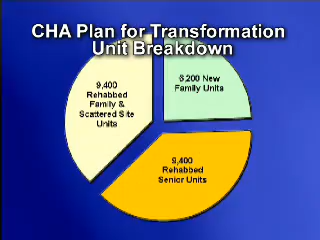 CHA Plan for Transformation
Unit Breakdown
9,400
Rehabbed
Family &
Scattered Site
Units
6,200 New
Family Units
9,400
Rehabbed
Senior Units